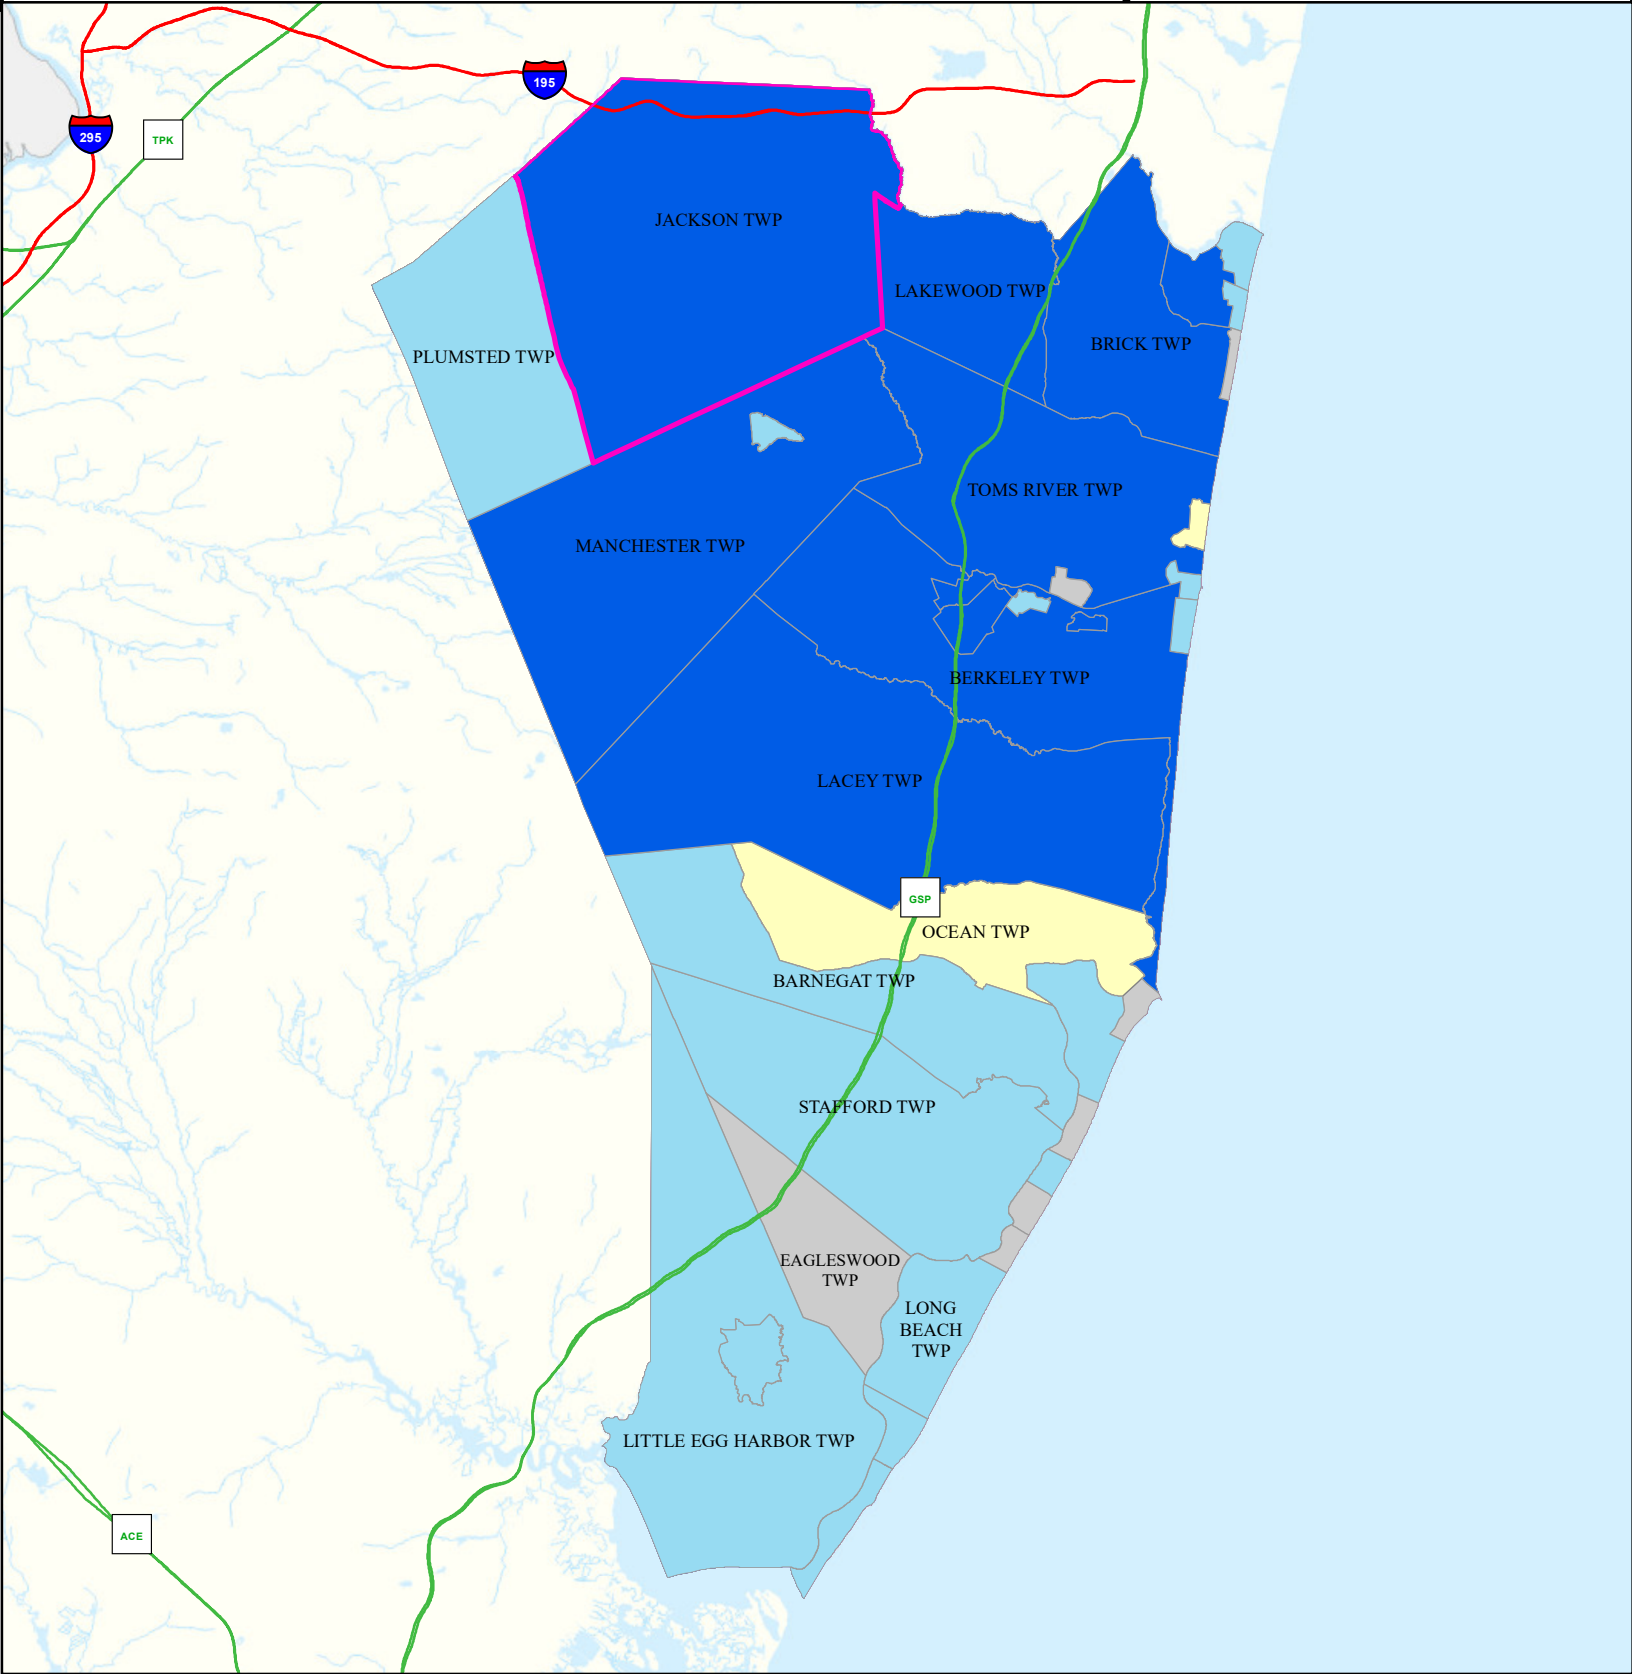 195
295
TPK
JACKSON TWP
LAKEWOOD TWP
BRICK TWP
PLUMSTED TWP
TOMS RIVER TWP
MANCHESTER TWP
BERKELEY TWP
LACEY TWP
GSP
OCEAN TWP
BARNEGAT TWP
STAFFORD TWP
EAGLESWOOD
TWP
LONG
BEACH
TWP
LITTLE EGG HARBOR TWP
ACE